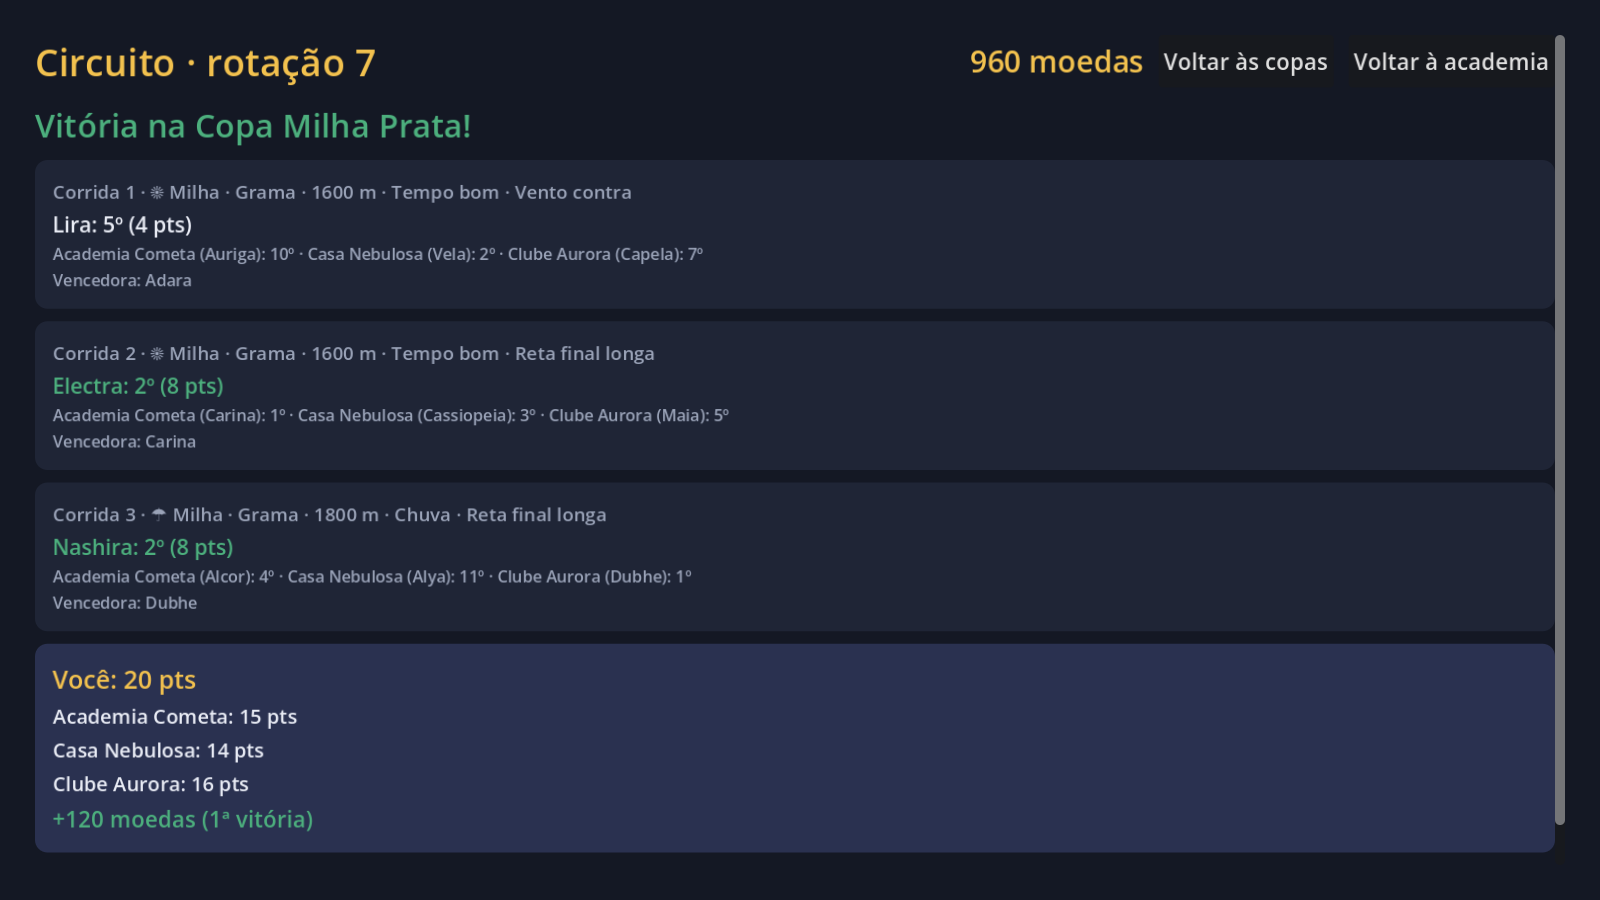 Circuito · rotação 7
960 moedas
Voltar às copas
Voltar à academia
Vitória na Copa Milha Prata!
Corrida 1 · ☀ Milha · Grama · 1600 m · Tempo bom · Vento contra
Lira: 5º (4 pts)
Academia Cometa (Auriga): 10º · Casa Nebulosa (Vela): 2º · Clube Aurora (Capela): 7º
Vencedora: Adara
Corrida 2 · ☀ Milha · Grama · 1600 m · Tempo bom · Reta final longa
Electra: 2º (8 pts)
Academia Cometa (Carina): 1º · Casa Nebulosa (Cassiopeia): 3º · Clube Aurora (Maia): 5º
Vencedora: Carina
Corrida 3 · ☂ Milha · Grama · 1800 m · Chuva · Reta final longa
Nashira: 2º (8 pts)
Academia Cometa (Alcor): 4º · Casa Nebulosa (Alya): 11º · Clube Aurora (Dubhe): 1º
Vencedora: Dubhe
Você: 20 pts
Academia Cometa: 15 pts
Casa Nebulosa: 14 pts
Clube Aurora: 16 pts
+120 moedas (1ª vitória)